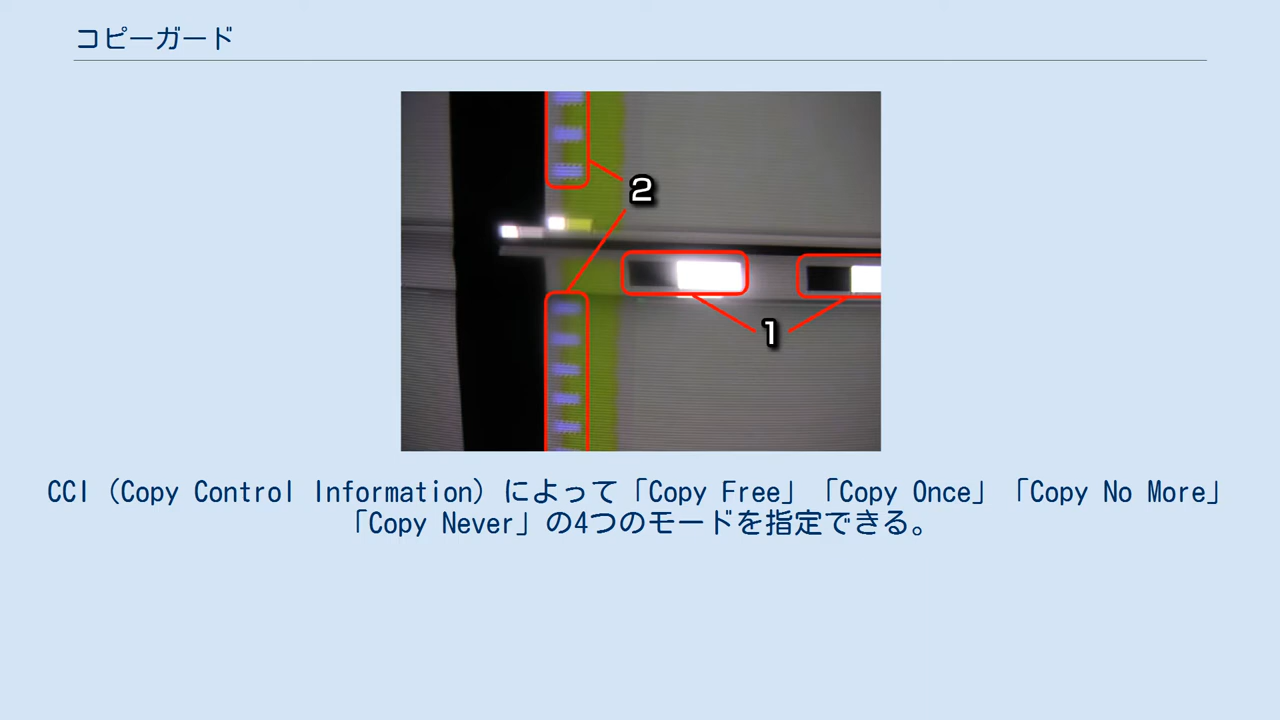 コピーガード
2
1
CCI (Copy Control Information) によって「Copy Free」「Copy Once」「Copy No More」
「Copy Never」の4つのモードを指定できる。